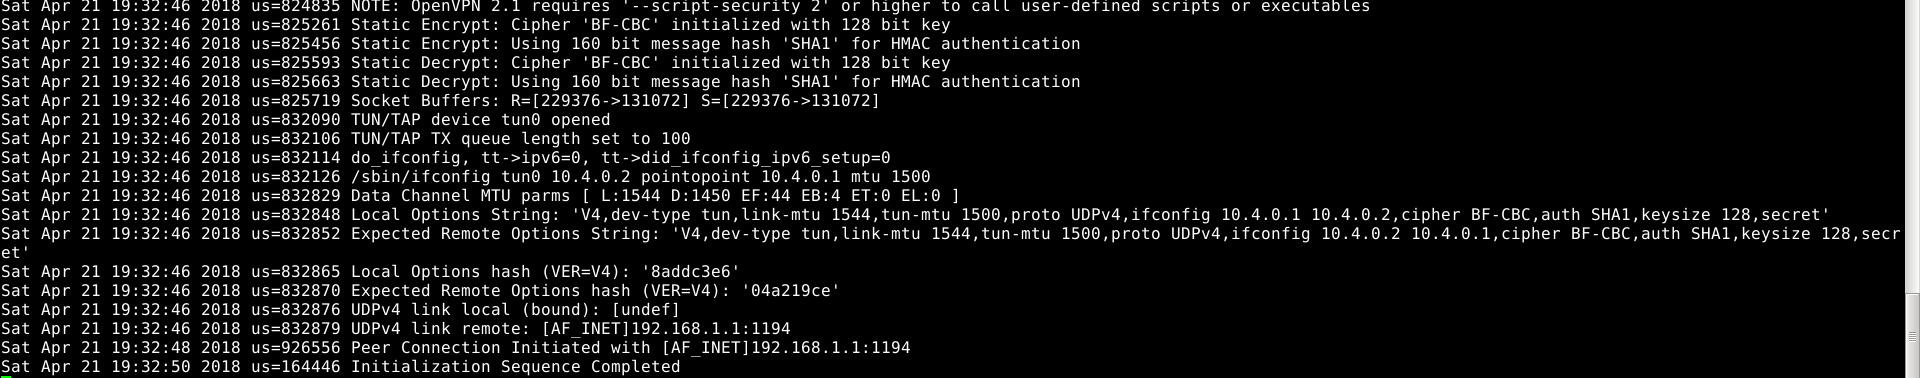 Sat Apr 21 19:32:46 2018 us=824835 NOTE: OpenVPN 2.1 requires '--script-security 2' or higher to call user-defined scripts or executables
Sat Apr 21 19:32:46 2018 us=825261 Static Encrypt: Cipher 'BF-CBC' initialized with 128 bit key
Sat Apr 21 19:32:46 2018 us=825456 Static Encrypt: Using 160 bit message hash 'SHA1' for HMAC authentication
Sat Apr 21 19:32:46 2018 us=825593 Static Decrypt: Cipher 'BF-CBC' initialized with 128 bit key
Sat Apr 21 19:32:46 2018 us=825663 Static Decrypt: Using 160 bit message hash 'SHA1' for HMAC authentication
Sat Apr 21 19:32:46 2018 us=825719 Socket Buffers: R=[229376->131072] S=[229376->131072]
Sat Apr 21 19:32:46 2018 us=832090 TUN/TAP device tun0 opened
Sat Apr 21 19:32:46 2018 us=832106 TUN/TAP TX queue length set to 100
Sat Apr 21 19:32:46 2018 us=832114 do_ifconfig, tt->ipv6=0, tt->did_ifconfig_ipv6_setup=0
Sat Apr 21 19:32:46 2018 us=832126 /sbin/ifconfig tun0 10.4.0.2 pointopoint 10.4.0.1 mtu 1500
Sat Apr 21 19:32:46 2018 us=832829 Data Channel MTU parms [ L:1544 D:1450 EF:44 EB:4 ET:0 EL:0 ]
Sat Apr 21 19:32:46 2018 us=832848 Local Options String: 'V4,dev-type tun,link-mtu 1544,tun-mtu 1500,proto UDPv4,ifconfig 10.4.0.1 10.4.0.2,cipher BF-CBC,auth SHA1,keysize 128,secret'
Sat Apr 21 19:32:46 2018 us=832852 Expected Remote Options String: 'V4,dev-type tun,link-mtu 1544,tun-mtu 1500,proto UDPv4,ifconfig 10.4.0.2 10.4.0.1,cipher BF-CBC,auth SHA1,keysize 128,secr
et'
Sat Apr 21 19:32:46 2018 us=832865 Local Options hash (VER=V4): '8addc3e6'
Sat Apr 21 19:32:46 2018 us=832870 Expected Remote Options hash (VER=V4): '04a219ce'
Sat Apr 21 19:32:46 2018 us=832876 UDPv4 link local (bound): [undef]
Sat Apr 21 19:32:46 2018 us=832879 UDPv4 link remote: [AF_INET]192.168.1.1:1194
Sat Apr 21 19:32:48 2018 us=926556 Peer Connection Initiated with [AF_INET]192.168.1.1:1194
Sat Apr 21 19:32:50 2018 us=164446 Initialization Sequence Completed